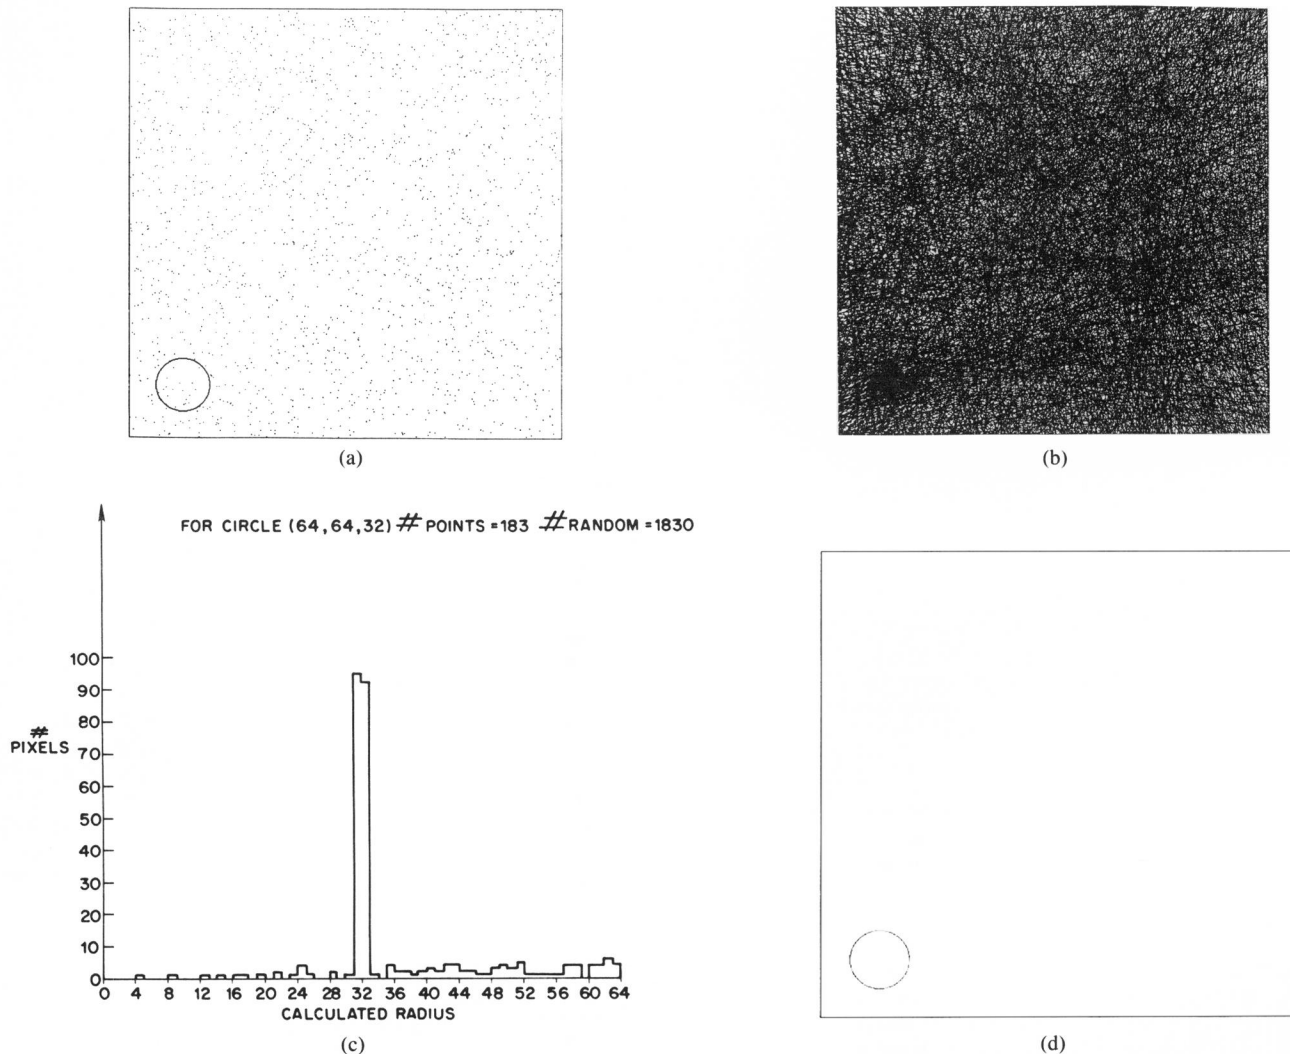 (a)
(b)
FOR CIRCLE (64,64,32) # POINTS =183 # RANDOM =1830
100
90
80
# PIXELS 70
60
50
40
30
20
10
0
0 4 8 12 16 20 24 28 32 36 40 44 48 52 56 60 64
CALCULATED RADIUS
(c)
(d)